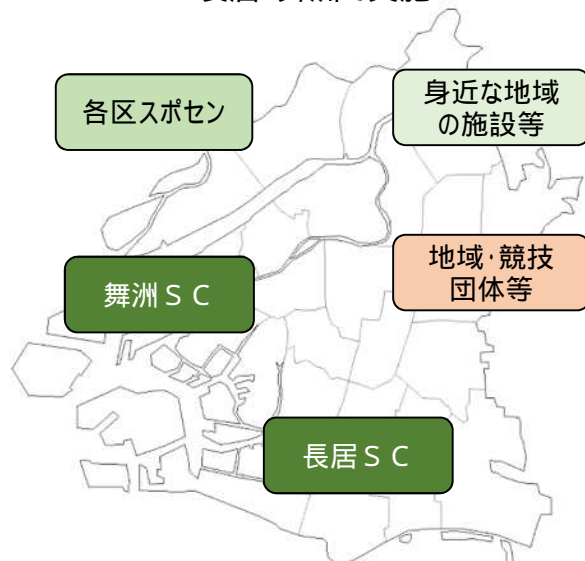 各区スポセン
身近な地域
の施設等
舞洲ＳＣ
地域・競技
団体等
長居ＳＣ